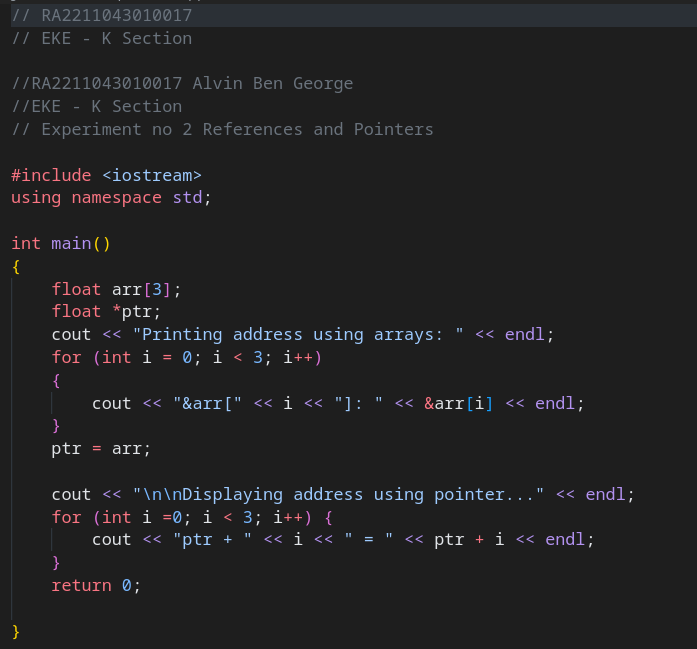 // RA2211043010017
// EKE - K Section
//RA2211043010017 Alvin Ben George
//EKE - K Section
// Experiment no 2 References and Pointers
#include <iostream>
using namespace std;
int main()
{
    float arr[3];
    float *ptr;
    cout << "Printing address using arrays: " << endl;
    for (int i = 0; i < 3; i++)
    {
        cout << "&arr[" << i << "]: " << &arr[i] << endl;
    }
    ptr = arr;
    cout << "\n\nDisplaying address using pointer..." << endl;
    for (int i =0; i < 3; i++) {
        cout << "ptr + " << i << " = " << ptr + i << endl;
    }
    return 0;
}